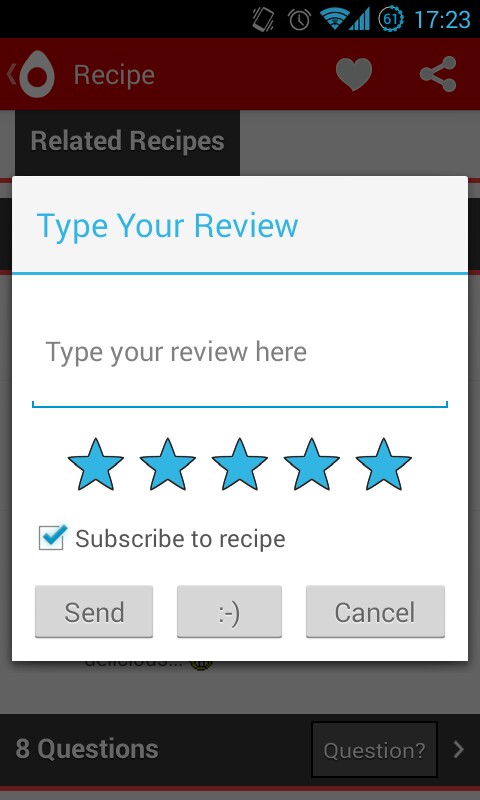 61 17:23
Recipe
Related Recipes
Type Your Review
Type your review here
Subscribe to recipe
Send :-) Cancel
delicious...
8 Questions Question?